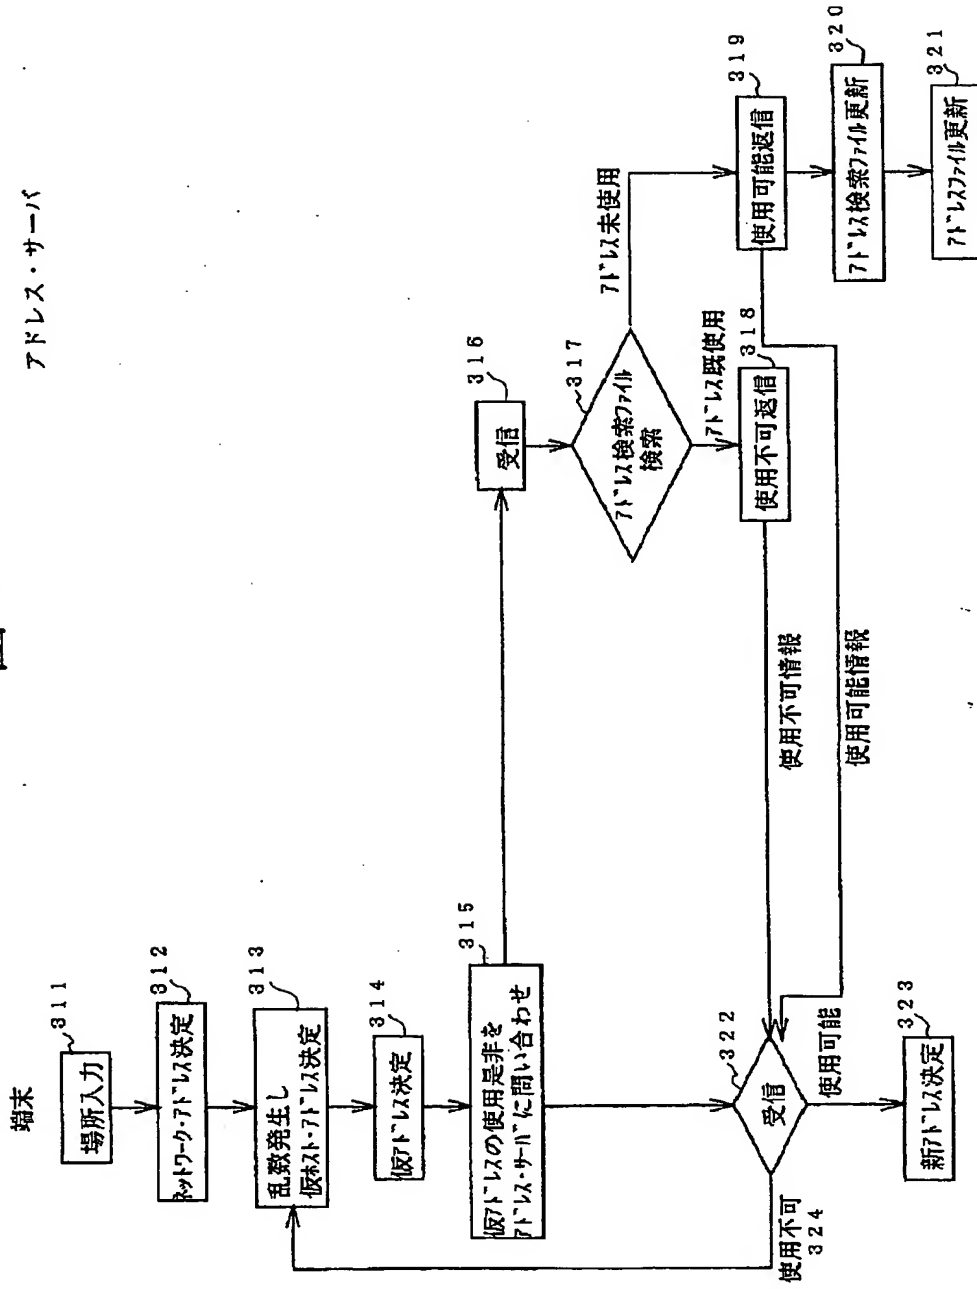 端末
アドレス・サーバ
場所入力
311
ネットワーク・アドレス決定
312
乱数発生し
仮ホスト・アドレス決定
313
仮アドレス決定
314
仮アドレスの使用是非を
アドレス・サーバに問い合わせ
315
受信
316
アドレス検索ファイル
検索
317
アドレス未使用
アドレス既使用
使用不可返信
318
使用可能返信
319
アドレス検索ファイル更新
320
アドレスファイル更新
321
使用不可情報
使用可能情報
受信
322
使用可能
新アドレス決定
323
使用不可
324